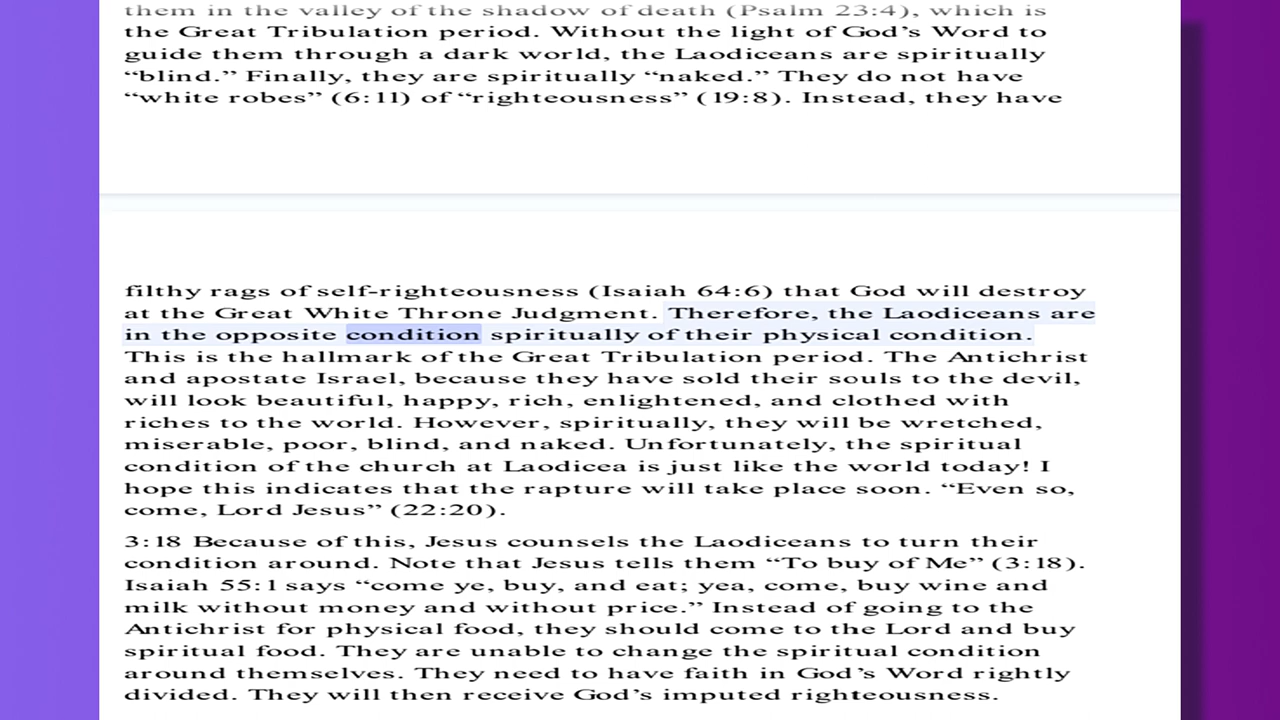 them in the valley of the shadow of death (Psalm 23:4), which is
the Great Tribulation period. Without the light of God’s Word to
guide them through a dark world, the Laodiceans are spiritually
“blind.” Finally, they are spiritually “naked.” They do not have
“white robes” (6:11) of “righteousness” (19:8). Instead, they have
filthy rags of self-righteousness (Isaiah 64:6) that God will destroy
at the Great White Throne Judgment. Therefore, the Laodiceans are
in the opposite condition spiritually of their physical condition.
This is the hallmark of the Great Tribulation period. The Antichrist
and apostate Israel, because they have sold their souls to the devil,
will look beautiful, happy, rich, enlightened, and clothed with
riches to the world. However, spiritually, they will be wretched,
miserable, poor, blind, and naked. Unfortunately, the spiritual
condition of the church at Laodicea is just like the world today! I
hope this indicates that the rapture will take place soon. “Even so,
come, Lord Jesus” (22:20).
3:18 Because of this, Jesus counsels the Laodiceans to turn their
condition around. Note that Jesus tells them “To buy of Me” (3:18).
Isaiah 55:1 says “come ye, buy, and eat; yea, come, buy wine and
milk without money and without price.” Instead of going to the
Antichrist for physical food, they should come to the Lord and buy
spiritual food. They are unable to change the spiritual condition
around themselves. They need to have faith in God’s Word rightly
divided. They will then receive God’s imputed righteousness.